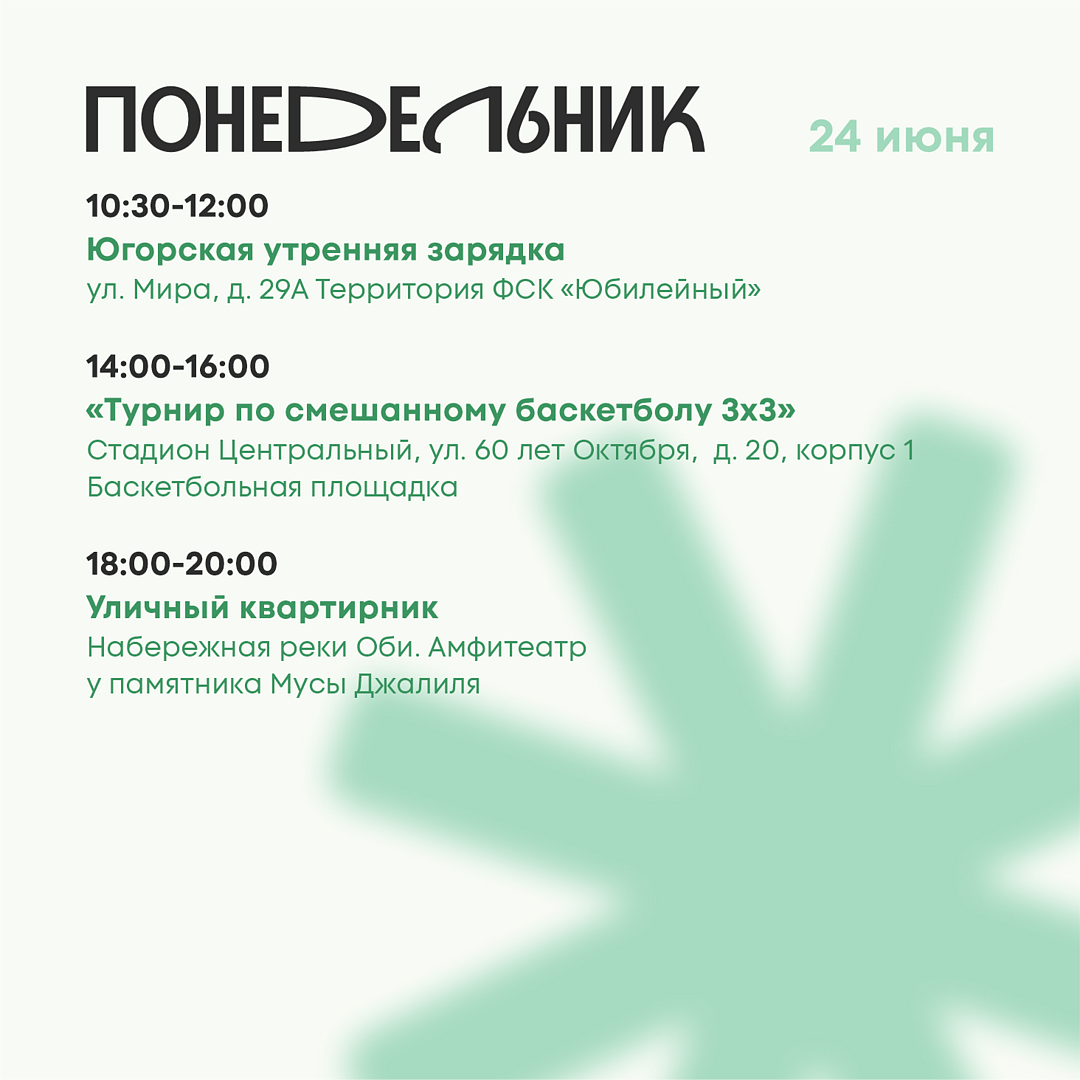 ПОНЕДЕЛЬНИК
24 июня
10:30-12:00
Югорская утренняя зарядка
ул. Мира, д. 29А Территория ФСК «Юбилейный»
14:00-16:00
«Турнир по смешанному баскетболу 3х3»
Стадион Центральный, ул. 60 лет Октября,  д. 20, корпус 1
Баскетбольная площадка
18:00-20:00
Уличный квартирник
Набережная реки Оби. Амфитеатр
у памятника Мусы Джалиля